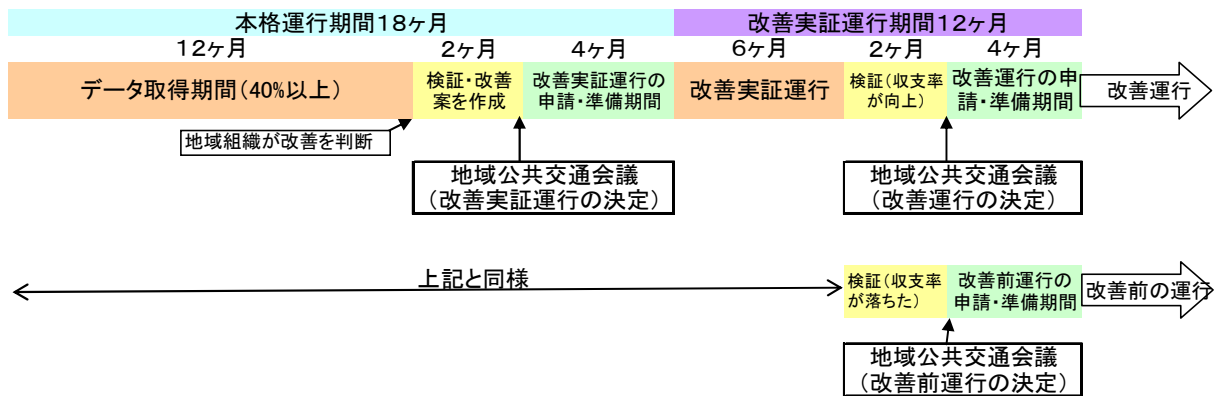 本格運行期間18ヶ月
改善実証運行期間12ヶ月
12ヶ月
2ヶ月
4ヶ月
6ヶ月
2ヶ月
4ヶ月
データ取得期間(40%以上)
検証・改善
案を作成
改善実証運行の
申請・準備期間
改善実証運行
検証(収支率
が向上)
改善運行の申
請・準備期間
改善運行
地域組織が改善を判断
地域公共交通会議
(改善実証運行の決定)
地域公共交通会議
(改善運行の決定)
上記と同様
検証(収支率
が落ちた)
改善前運行の
申請・準備期間
改善前の運行
地域公共交通会議
(改善前運行の決定)